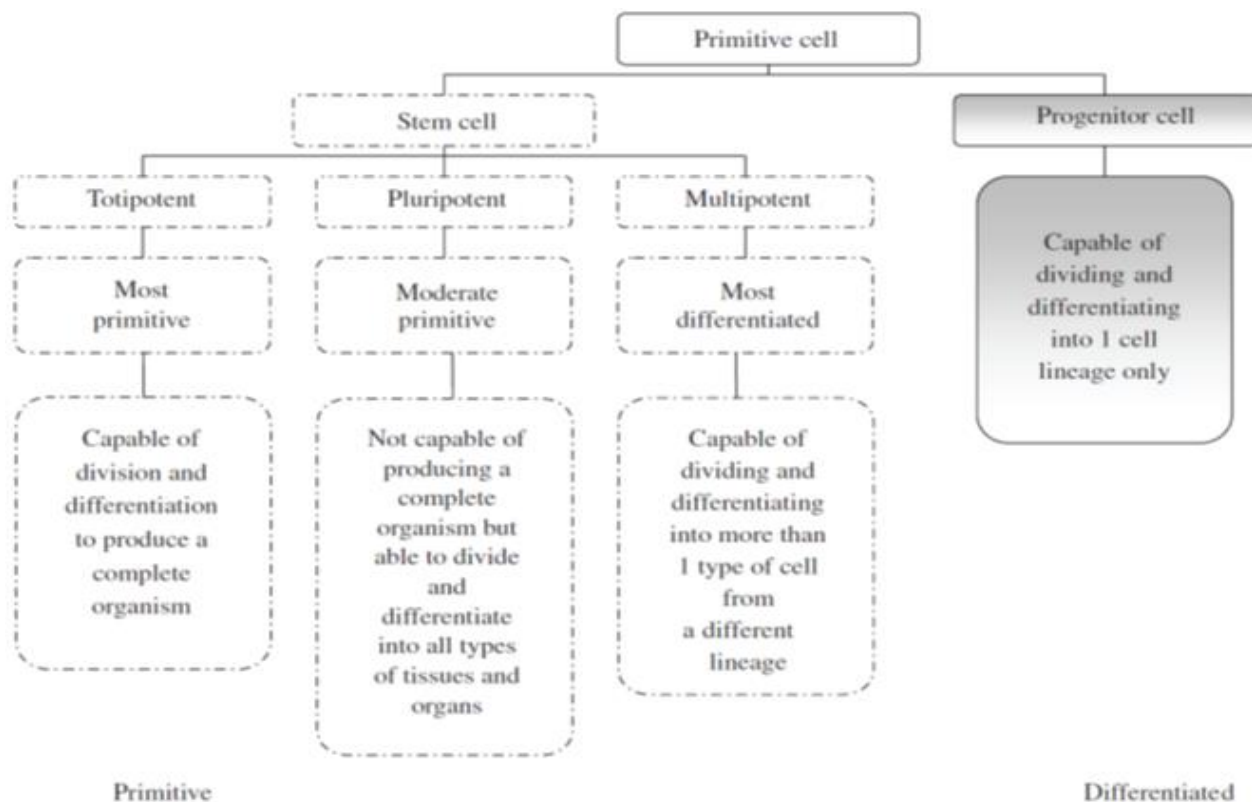 Primitive cell
Stem cell
Progenitor cell
Totipotent
Pluripotent
Multipotent
Most
primitive
Moderate
primitive
Most
differentiated
Capable of
dividing and
differentiating
into 1 cell
lineage only
Capable of
division and
differentiation
to produce a
complete
organism
Not capable of
producing a
complete
organism but
able to divide
and
differentiate
into all types
of tissues and
organs
Capable of
dividing and
differentiating
into more than
1 type of cell
from
a different
lineage
Primitive
Differentiated